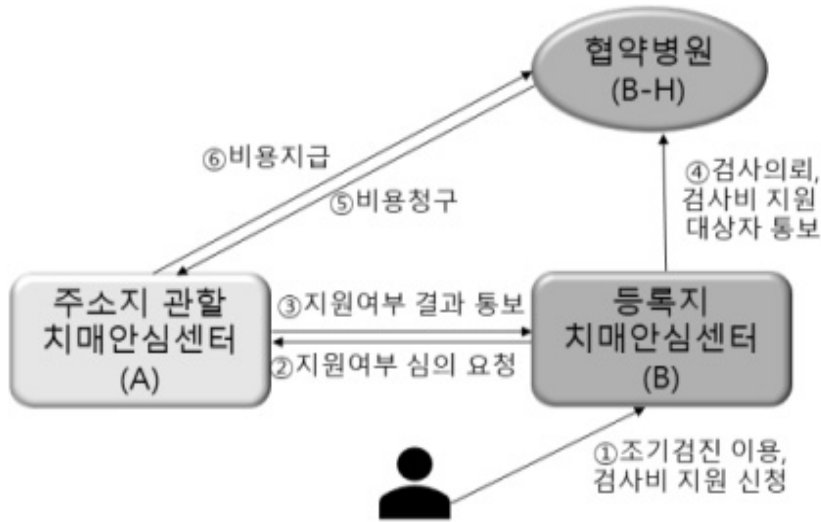 협약병원
(B-H)
⑥비용지급
⑤비용청구
④검사의뢰,
검사비 지원
대상자 통보
주소지 관할
치매안심센터
(A)
③지원여부 결과 통보
②지원여부 심의 요청
등록지
치매안심센터
(B)
①조기검진 이용,
검사비 지원 신청